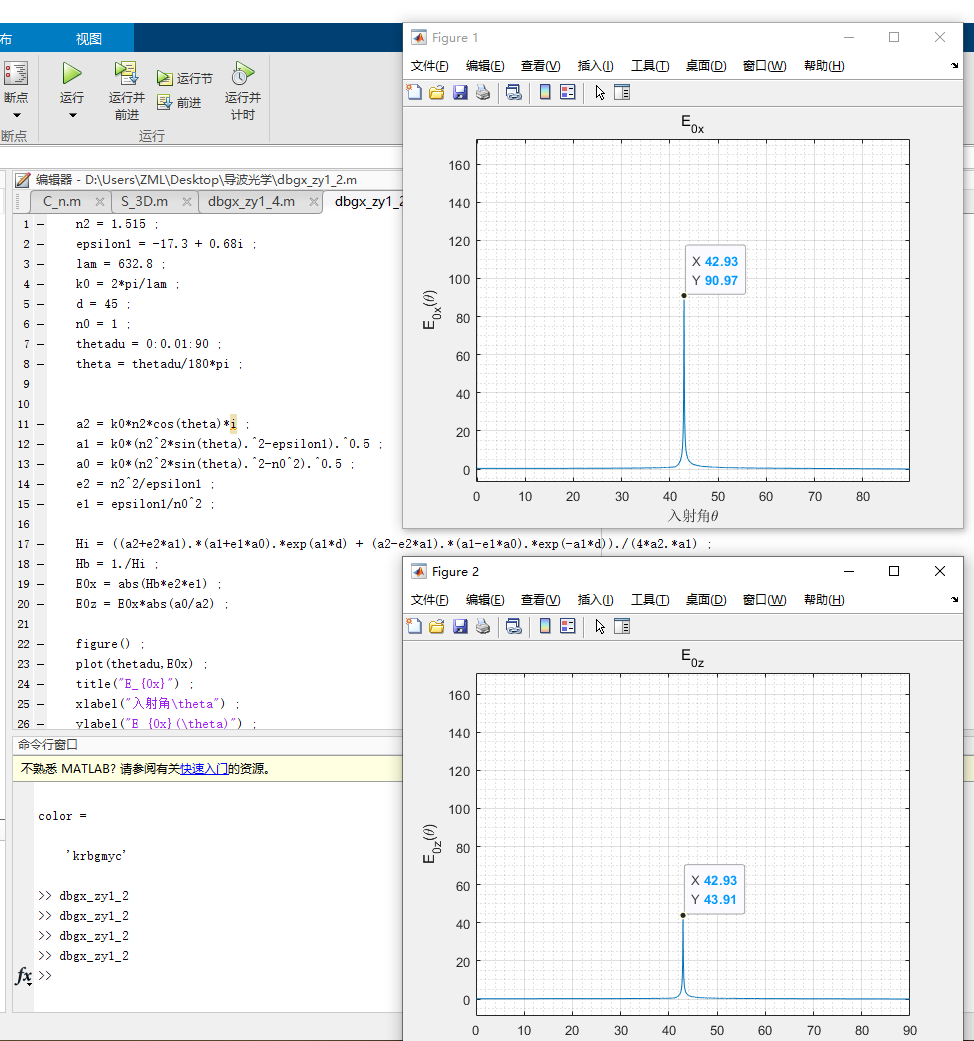 布
视图
断点
运行
运行并
前进
运行节
前进
运行并
计时
断点
运行
编辑器 - D:\Users\ZML\Desktop\导波光学\dbgx_zy1_2.m
C_n.m
S_3D.m
dbgx_zy1_4.m
dbgx_zy1_2
1 — n2 = 1.515 ;
2 — epsilon1 = -17.3 + 0.68i ;
3 — lam = 632.8 ;
4 — k0 = 2*pi/lam ;
5 — d = 45 ;
6 — n0 = 1 ;
7 — thetadu = 0:0.01:90 ;
8 — theta = thetadu/180*pi ;
9
10
11 — a2 = k0*n2*cos(theta)*i ;
12 — a1 = k0*(n2^2*sin(theta).^2-epsilon1).^0.5 ;
13 — a0 = k0*(n2^2*sin(theta).^2-n0^2).^0.5 ;
14 — e2 = n2^2/epsilon1 ;
15 — e1 = epsilon1/n0^2 ;
16
17 — Hi = ((a2+e2*a1).*(a1+e1*a0).*exp(a1*d) + (a2-e2*a1).*(a1-e1*a0).*exp(-a1*d))./(4*a2.*a1) ;
18 — Hb = 1./Hi ;
19 — E0x = abs(Hb*e2*e1) ;
20 — E0z = E0x*abs(a0/a2) ;
21
22 — figure() ;
23 — plot(thetadu,E0x) ;
24 — title("E_{0x}") ;
25 — xlabel("入射角\theta") ;
26 — ylabel("E_{0x}(\theta)") ;
命令行窗口
不熟悉 MATLAB? 请参阅有关快速入门的资源。
color =
'krbgmyc'
>> dbgx_zy1_2
>> dbgx_zy1_2
>> dbgx_zy1_2
>> dbgx_zy1_2
fx >>
Figure 1
文件(F) 编辑(E) 查看(V) 插入(I) 工具(T) 桌面(D) 窗口(W) 帮助(H)
E0x
160
140
120
100
80
60
40
20
0
E0x(θ)
X 42.93
Y 90.97
0 10 20 30 40 50 60 70 80
入射角θ
Figure 2
文件(F) 编辑(E) 查看(V) 插入(I) 工具(T) 桌面(D) 窗口(W) 帮助(H)
E0z
160
140
120
100
80
60
40
20
0
E0z(θ)
X 42.93
Y 43.91
0 10 20 30 40 50 60 70 80 90